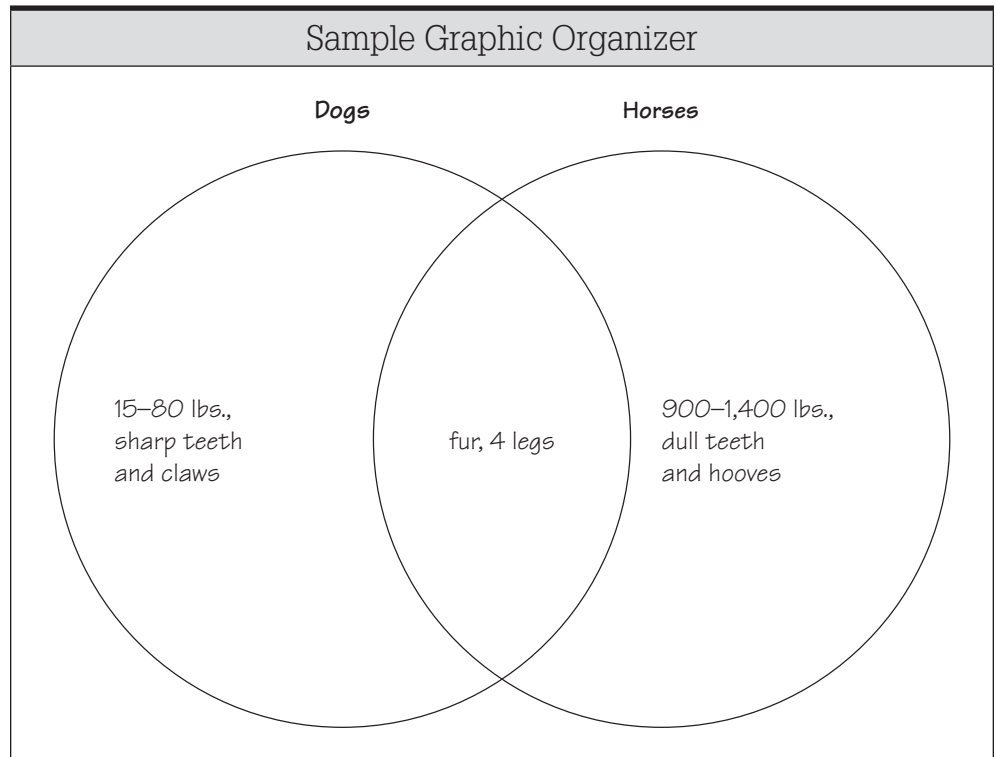 Sample Graphic Organizer
Dogs
Horses
15–80 lbs.,
sharp teeth
and claws
fur, 4 legs
900–1,400 lbs.,
dull teeth
and hooves